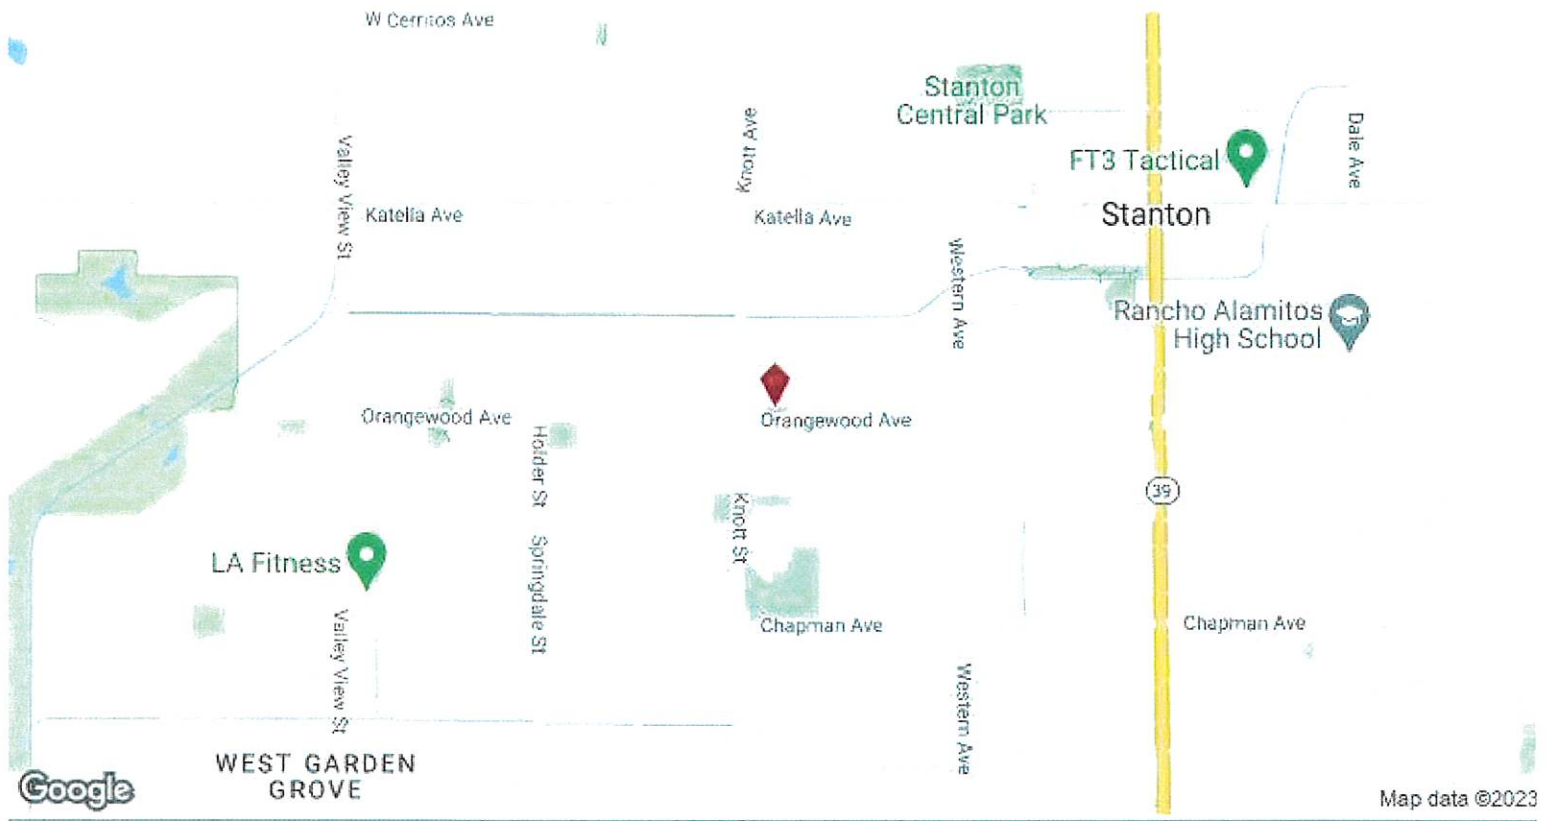 W Cerritos Ave
Stanton
Central Park
Knott Ave
Valley View St
Dale Ave
FT3 Tactical
Katella Ave
Katella Ave
Stanton
Western Ave
Rancho Alamitos
High School
Orangewood Ave
Orangewood Ave
Holder St
39
Knott St
LA Fitness
Springdale St
Valley View St
Chapman Ave
Chapman Ave
Western Ave
WEST GARDEN
GROVE
Google
Map data ©2023